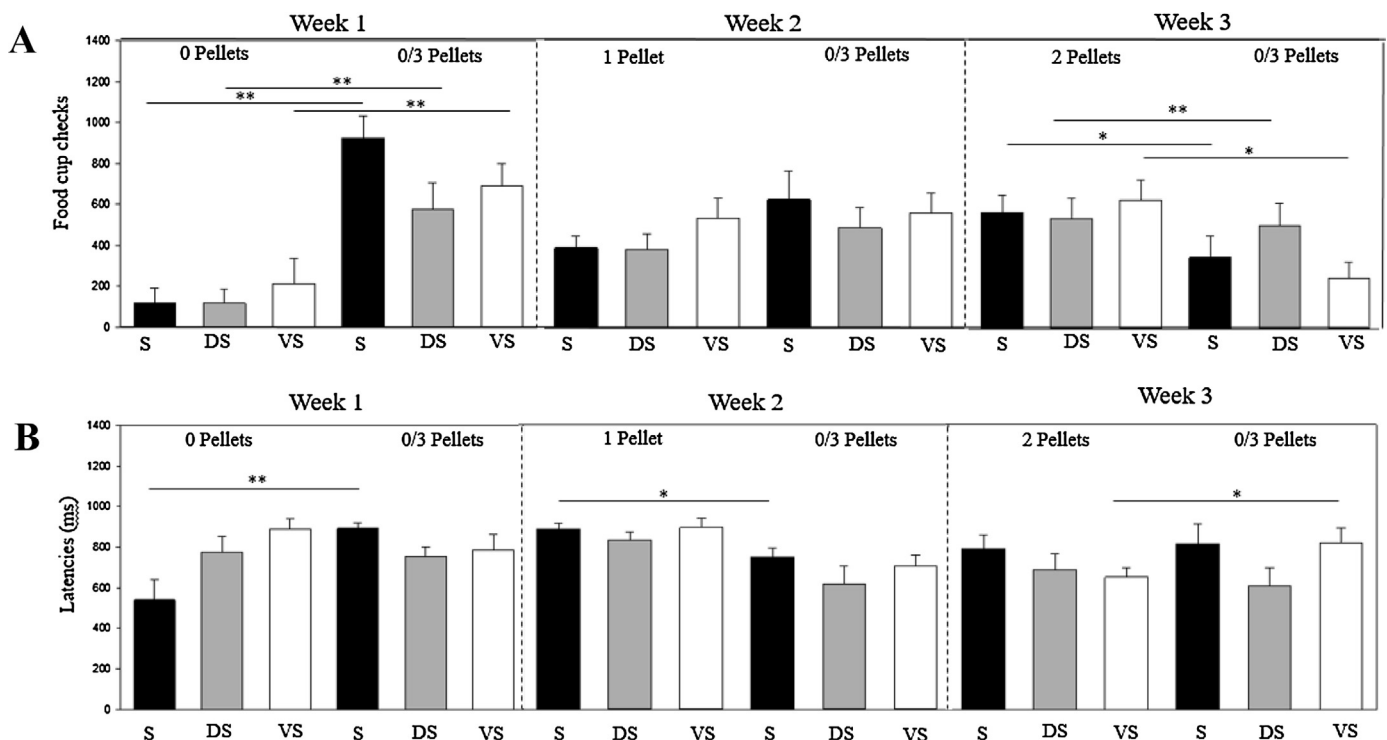 A
Week 1
Week 2
Week 3
0 Pellets
0/3 Pellets
1 Pellet
0/3 Pellets
2 Pellets
0/3 Pellets
Food cup checks
1400
1200
1000
800
600
400
200
0
**
**
**
**
*
*
S DS VS S DS VS S DS VS S DS VS S DS VS S DS VS
B
Week 1
Week 2
Week 3
0 Pellets
0/3 Pellets
1 Pellet
0/3 Pellets
2 Pellets
0/3 Pellets
Latencies (ms)
1400
1200
1000
800
600
400
200
0
**
*
*
S DS VS S DS VS S DS VS S DS VS S DS VS S DS VS